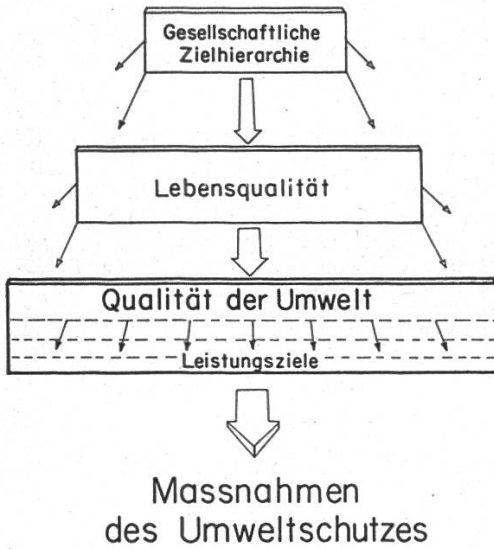 Gesellschaftliche
Zielhierarchie
Lebensqualität
Qualität der Umwelt
Leistungsziele
Massnahmen
des Umweltschutzes